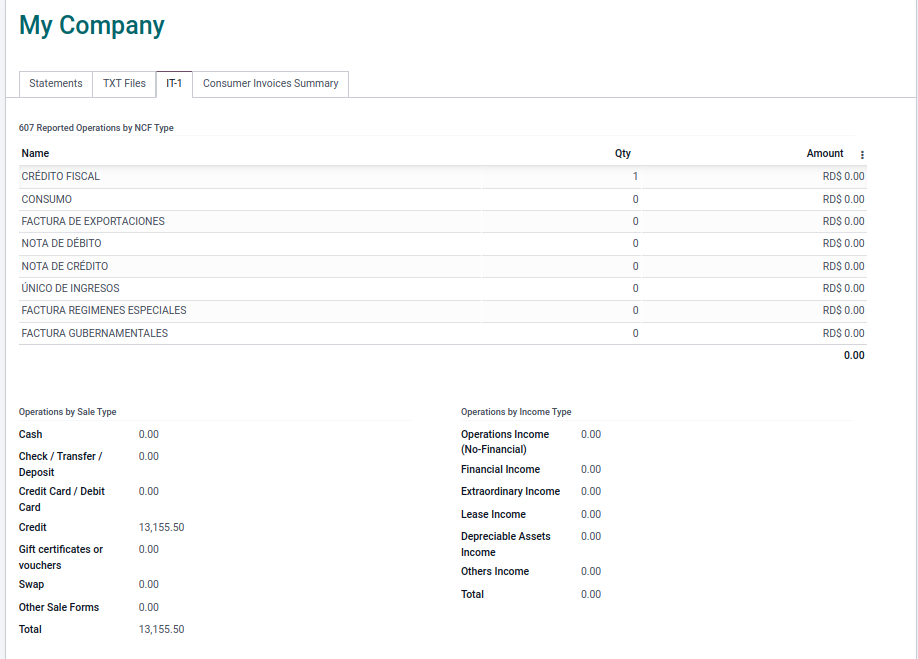 My Company
Statements TXT Files IT-1 Consumer Invoices Summary
607 Reported Operations by NCF Type
Name Qty Amount
CRÉDITO FISCAL 1 RD$ 0.00
CONSUMO 0 RD$ 0.00
FACTURA DE EXPORTACIONES 0 RD$ 0.00
NOTA DE DÉBITO 0 RD$ 0.00
NOTA DE CRÉDITO 0 RD$ 0.00
ÚNICO DE INGRESOS 0 RD$ 0.00
FACTURA REGIMENES ESPECIALES 0 RD$ 0.00
FACTURA GUBERNAMENTALES 0 RD$ 0.00
0.00
Operations by Sale Type
Cash 0.00
Check / Transfer / 0.00
Deposit
Credit Card / Debit 0.00
Card
Credit 13,155.50
Gift certificates or 0.00
vouchers
Swap 0.00
Other Sale Forms 0.00
Total 13,155.50
Operations by Income Type
Operations Income 0.00
(No-Financial)
Financial Income 0.00
Extraordinary Income 0.00
Lease Income 0.00
Depreciable Assets 0.00
Income
Others Income 0.00
Total 0.00